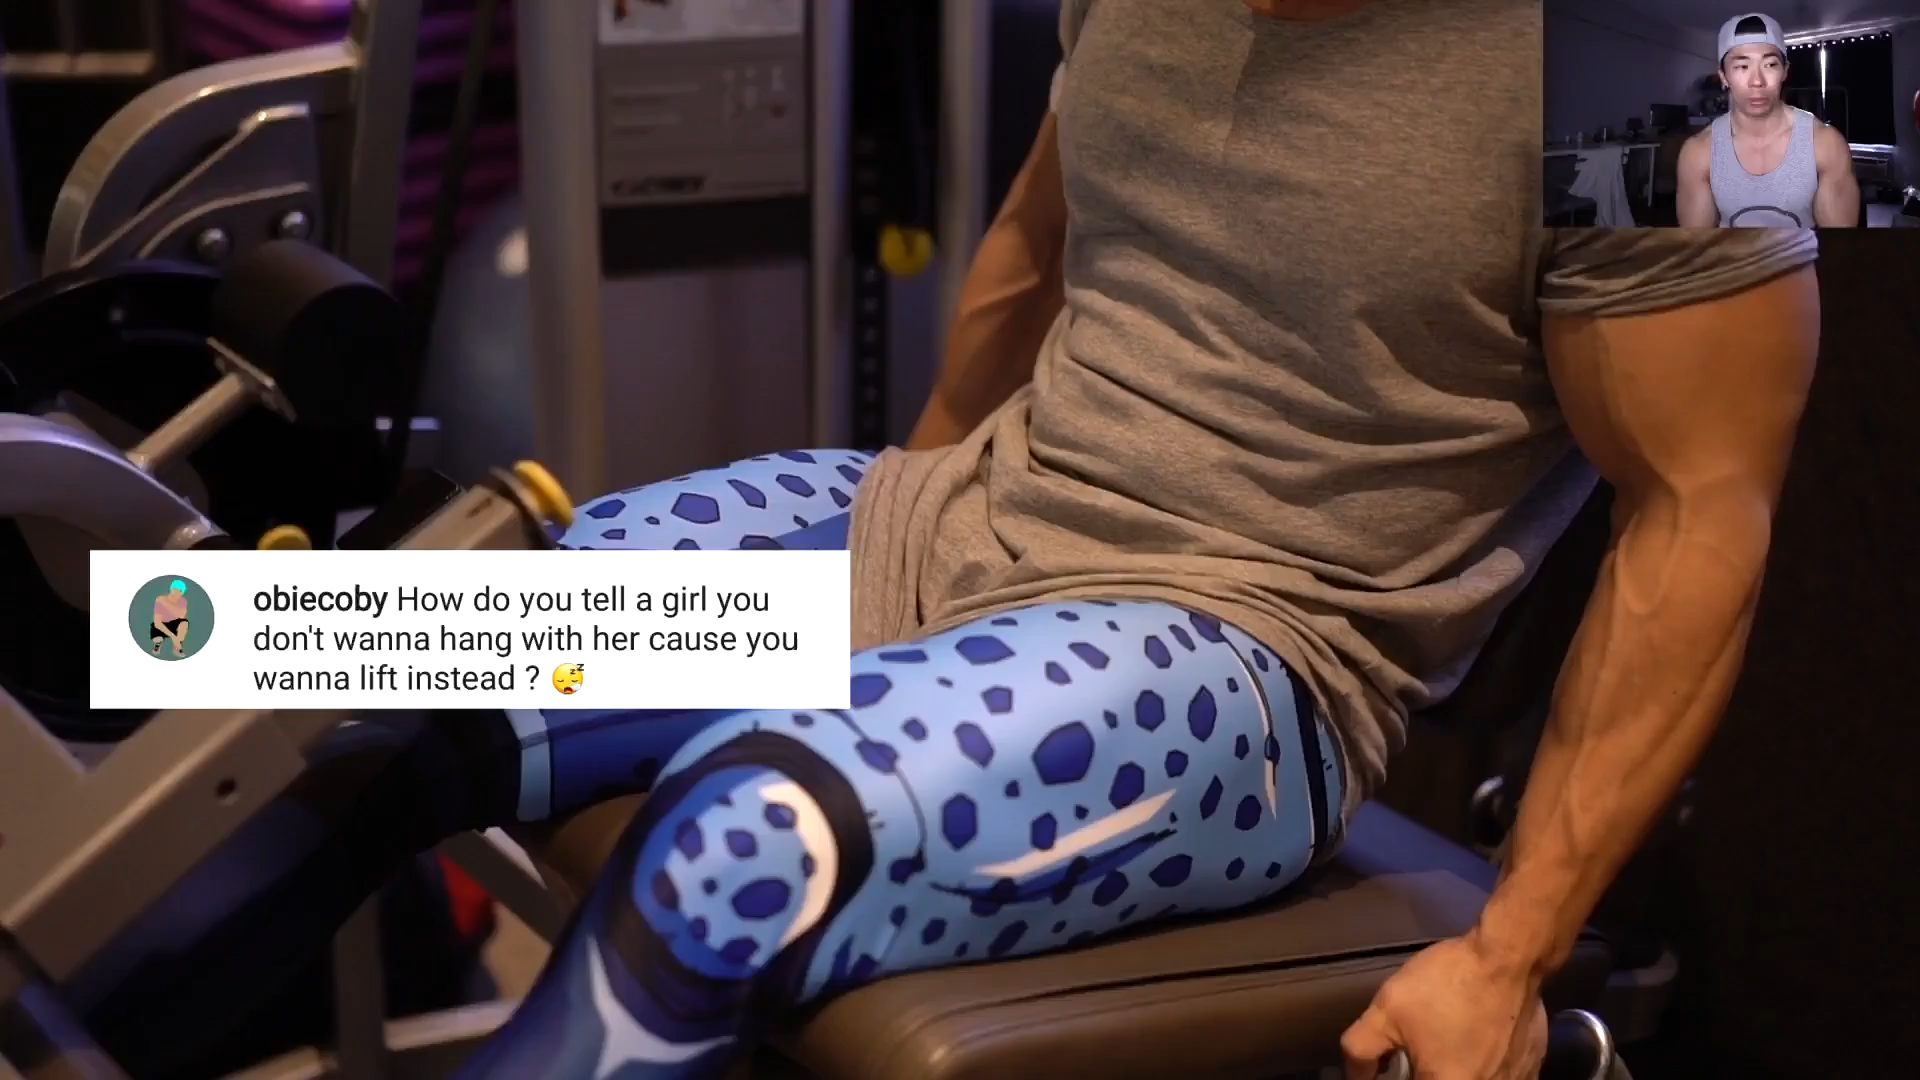 obiecoby How do you tell a girl you
don't wanna hang with her cause you
wanna lift instead ?